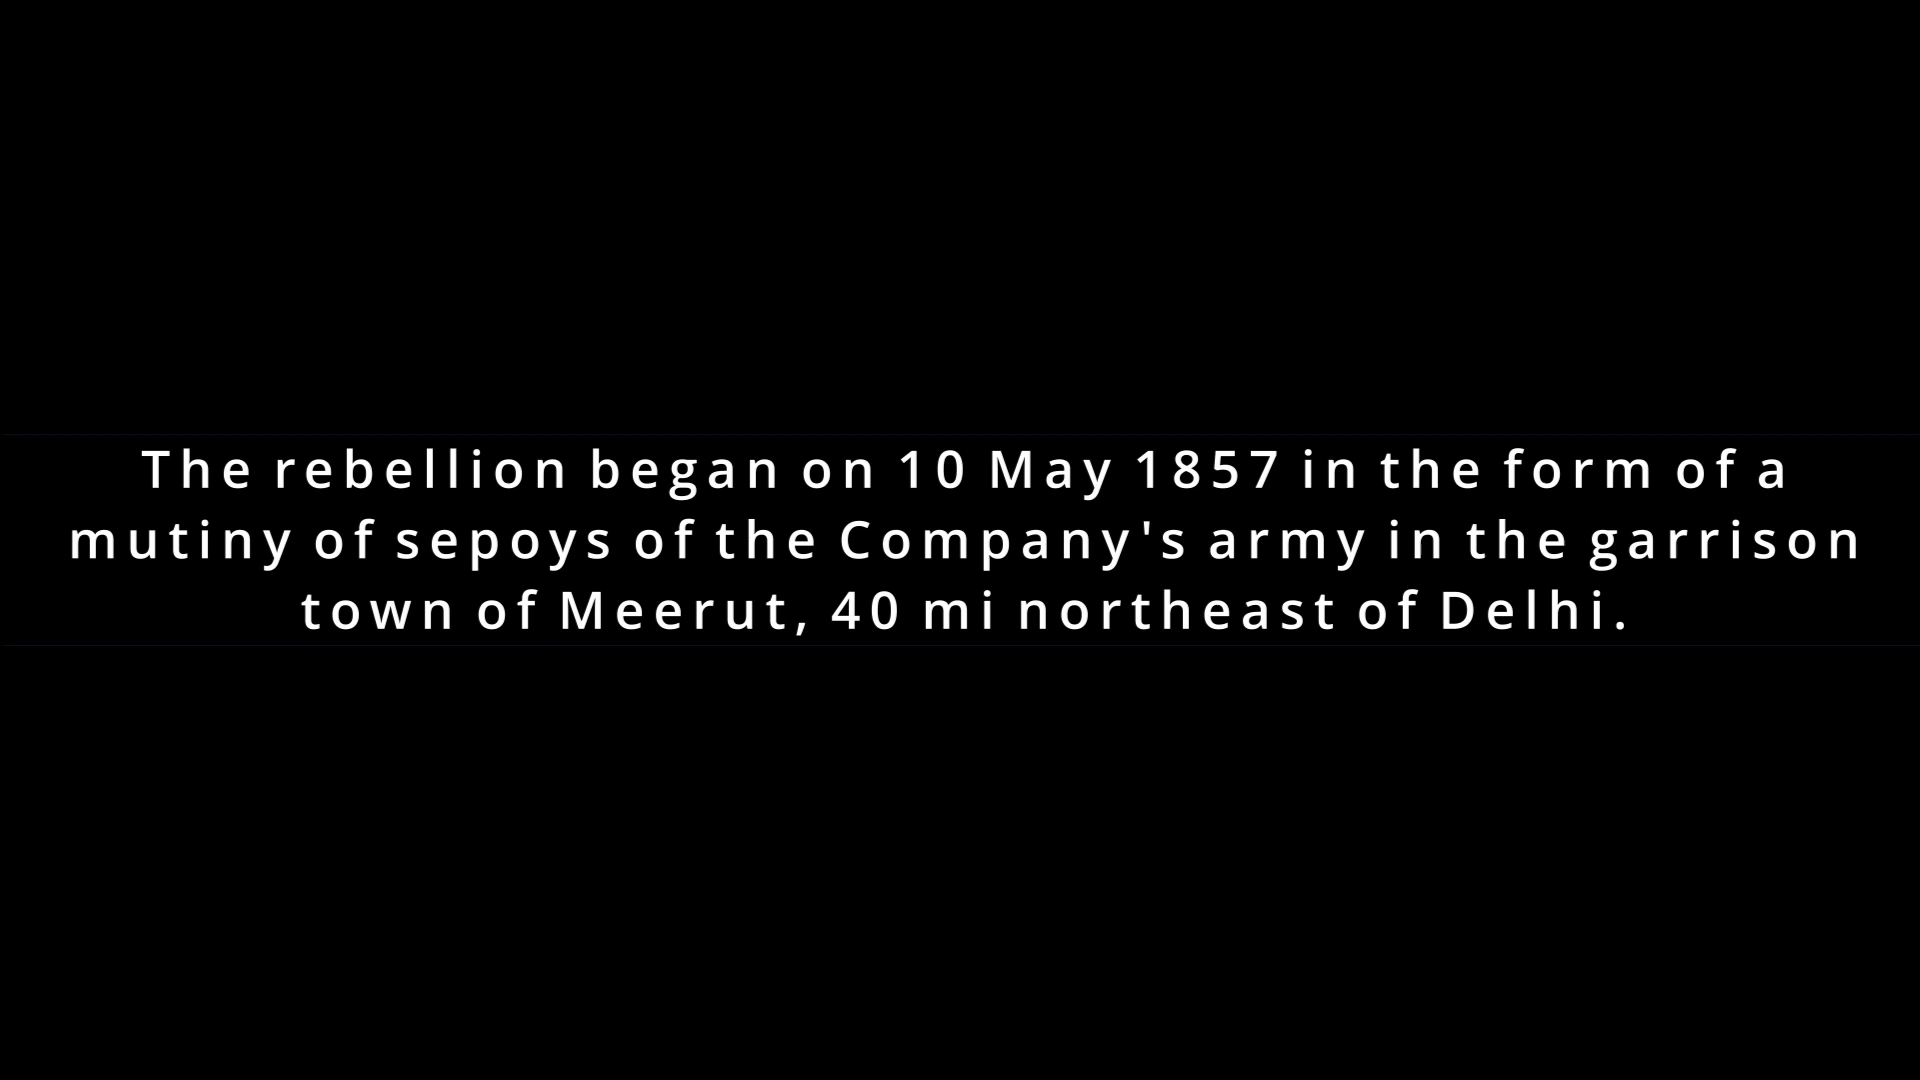 The rebellion began on 10 May 1857 in the form of a
mutiny of sepoys of the Company's army in the garrison
town of Meerut, 40 mi northeast of Delhi.